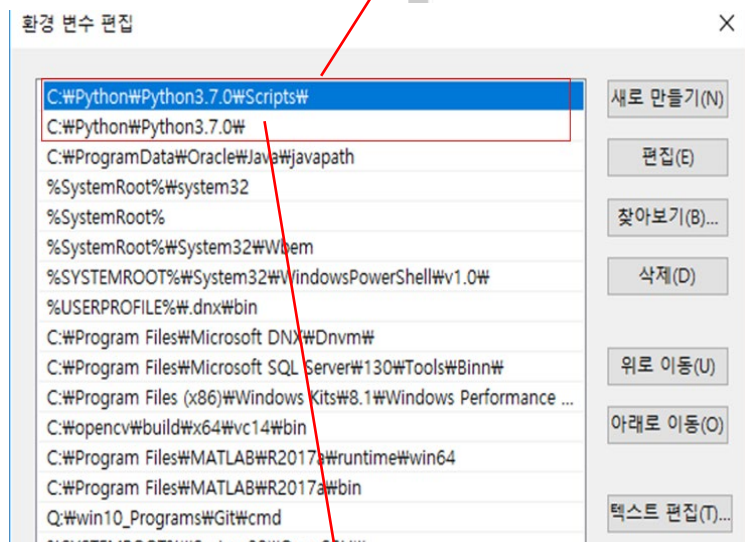 환경 변수 편집
C:₩Python₩Python3.7.0₩Scripts₩
C:₩Python₩Python3.7.0₩
C:₩ProgramData₩Oracle₩Java₩javapath
%SystemRoot%₩system32
%SystemRoot%
%SystemRoot%₩System32₩Wbem
%SYSTEMROOT%₩System32₩WindowsPowerShell₩v1.0₩
%USERPROFILE%₩.dnx₩bin
C:₩Program Files₩Microsoft DNX₩Dnvm₩
C:₩Program Files₩Microsoft SQL Server₩130₩Tools₩Binn₩
C:₩Program Files (x86)₩Windows Kits₩8.1₩Windows Performance ...
C:₩opencv₩build₩x64₩vc14₩bin
C:₩Program Files₩MATLAB₩R2017a₩runtime₩win64
C:₩Program Files₩MATLAB₩R2017a₩bin
Q:₩win10_Programs₩Git₩cmd
새로 만들기(N)
편집(E)
찾아보기(B)...
삭제(D)
위로 이동(U)
아래로 이동(O)
텍스트 편집(T)...